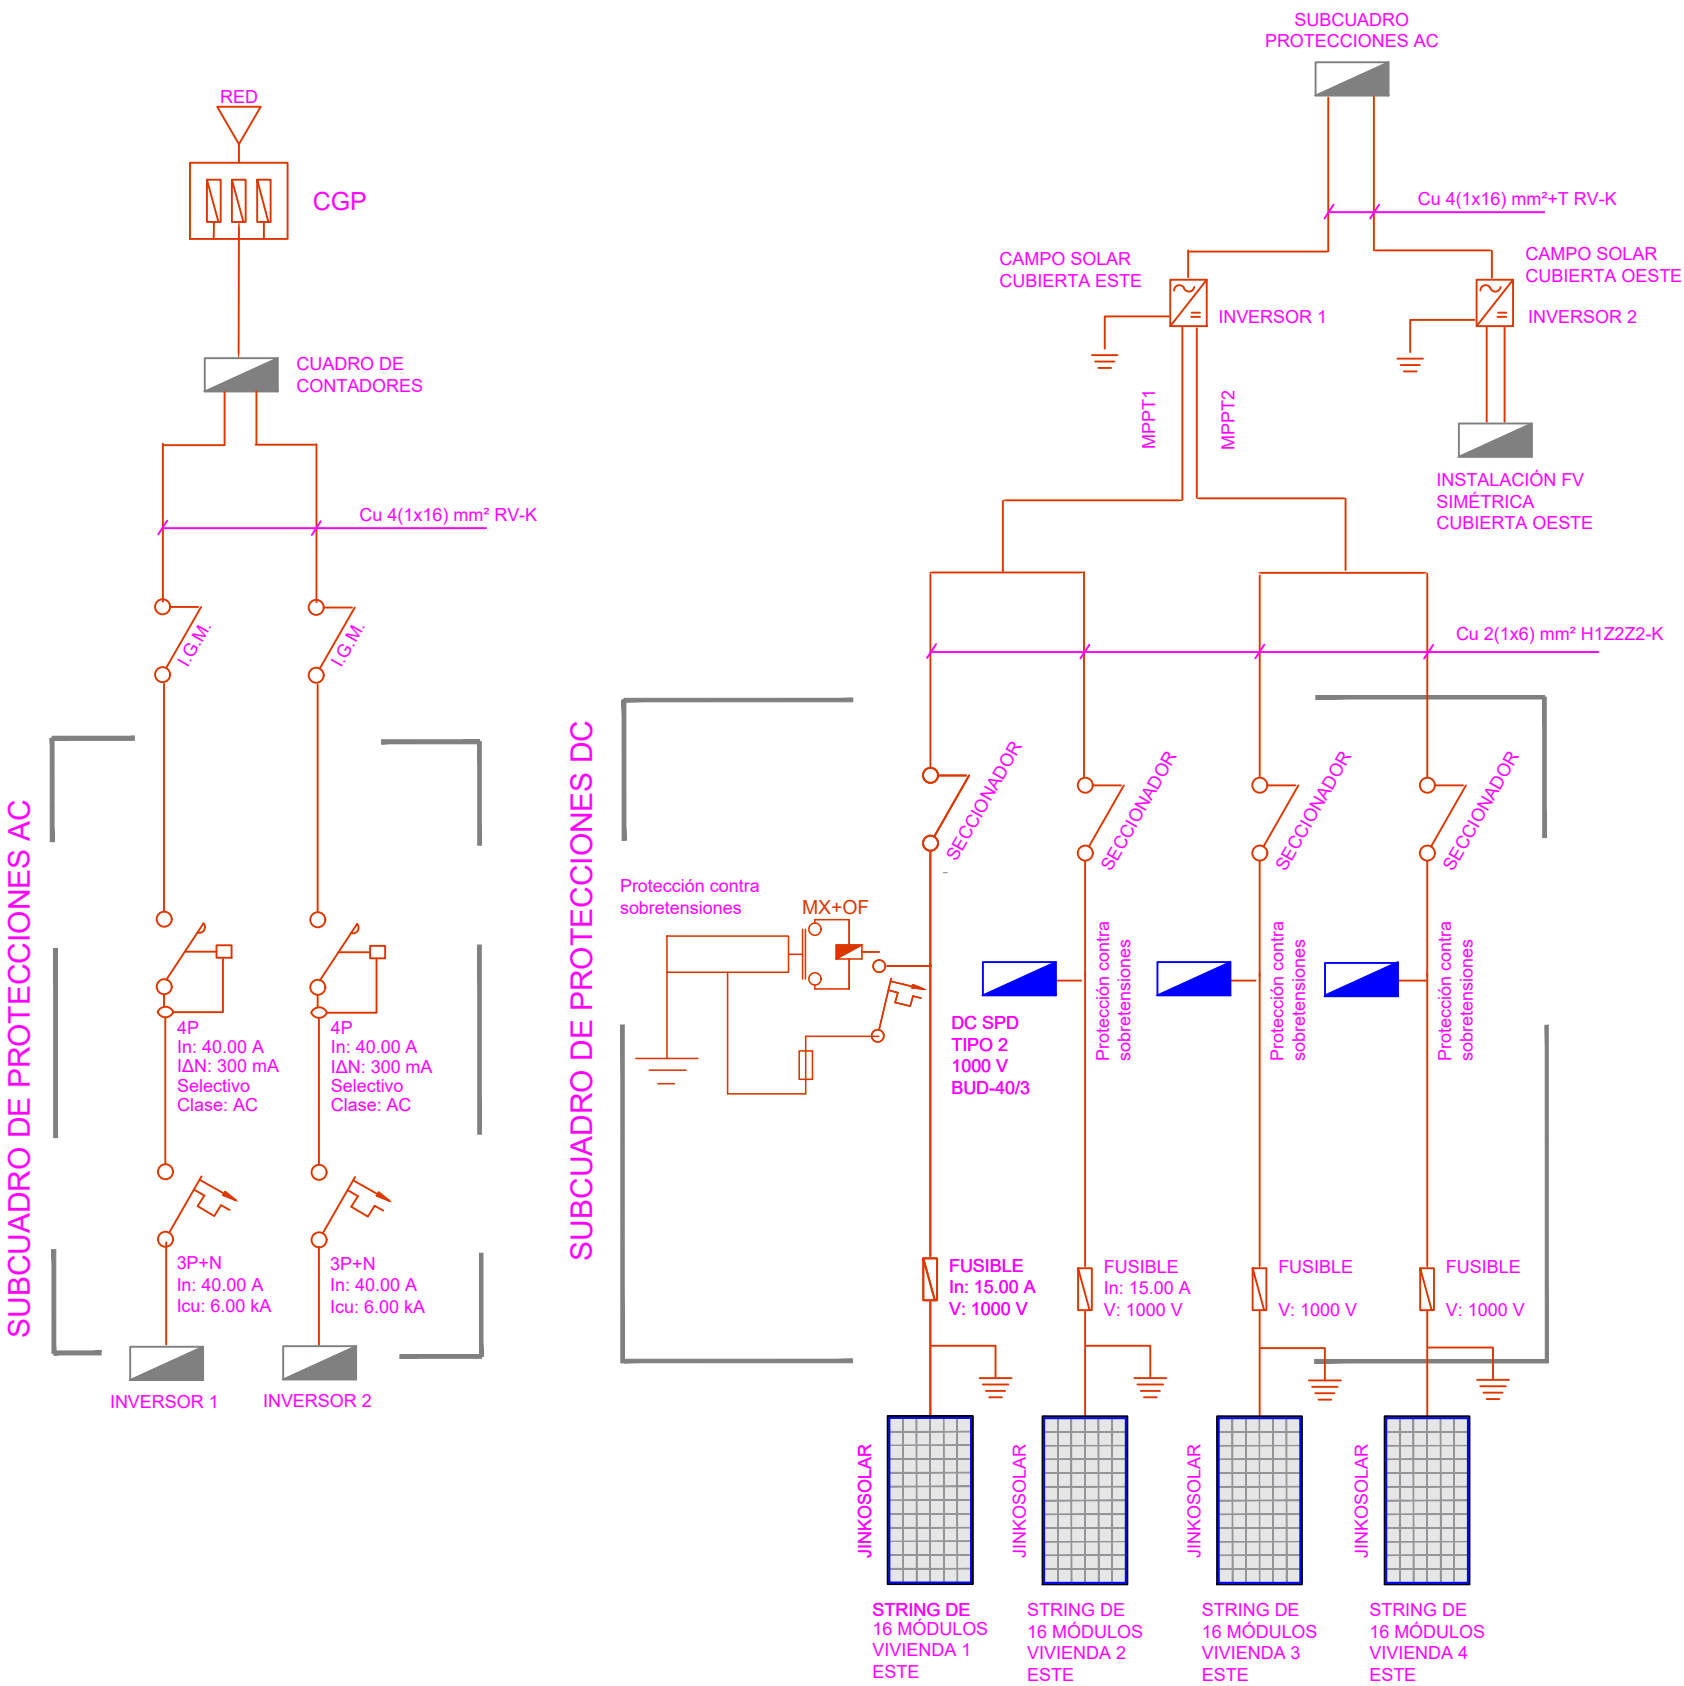 RED
CGP
CUADRO DE
CONTADORES
Cu 4(1x16) mm² RV-K
I.G.M.
I.G.M.
SUBCUADRO DE PROTECCIONES AC
4P
In: 40.00 A
IΔN: 300 mA
Selectivo
Clase: AC
4P
In: 40.00 A
IΔN: 300 mA
Selectivo
Clase: AC
3P+N
In: 40.00 A
Icu: 6.00 kA
3P+N
In: 40.00 A
Icu: 6.00 kA
INVERSOR 1
INVERSOR 2
SUBCUADRO
PROTECCIONES AC
Cu 4(1x16) mm²+T RV-K
CAMPO SOLAR
CUBIERTA ESTE
INVERSOR 1
CAMPO SOLAR
CUBIERTA OESTE
INVERSOR 2
MPPT1
MPPT2
INSTALACIÓN FV
SIMÉTRICA
CUBIERTA OESTE
Cu 2(1x6) mm² H1Z2Z2-K
SUBCUADRO DE PROTECCIONES DC
SECCIONADOR
SECCIONADOR
SECCIONADOR
SECCIONADOR
Protección contra
sobretensiones
MX+OF
DC SPD
TIPO 2
1000 V
BUD-40/3
Protección contra
sobretensiones
Protección contra
sobretensiones
Protección contra
sobretensiones
FUSIBLE
In: 15.00 A
V: 1000 V
FUSIBLE
In: 15.00 A
V: 1000 V
FUSIBLE
V: 1000 V
FUSIBLE
V: 1000 V
JINKOSOLAR
JINKOSOLAR
JINKOSOLAR
JINKOSOLAR
STRING DE
16 MÓDULOS
VIVIENDA 1
ESTE
STRING DE
16 MÓDULOS
VIVIENDA 2
ESTE
STRING DE
16 MÓDULOS
VIVIENDA 3
ESTE
STRING DE
16 MÓDULOS
VIVIENDA 4
ESTE